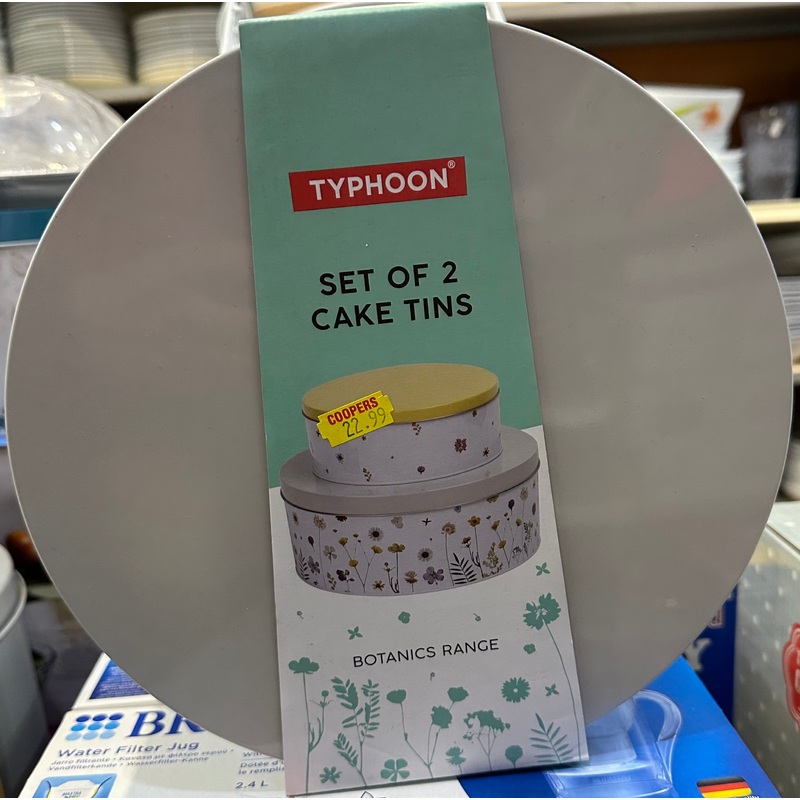 TYPHOON®
SET OF 2
CAKE TINS
COOPERS
22.99
BOTANICS RANGE
BR
Water Filter Jug
2.4 L